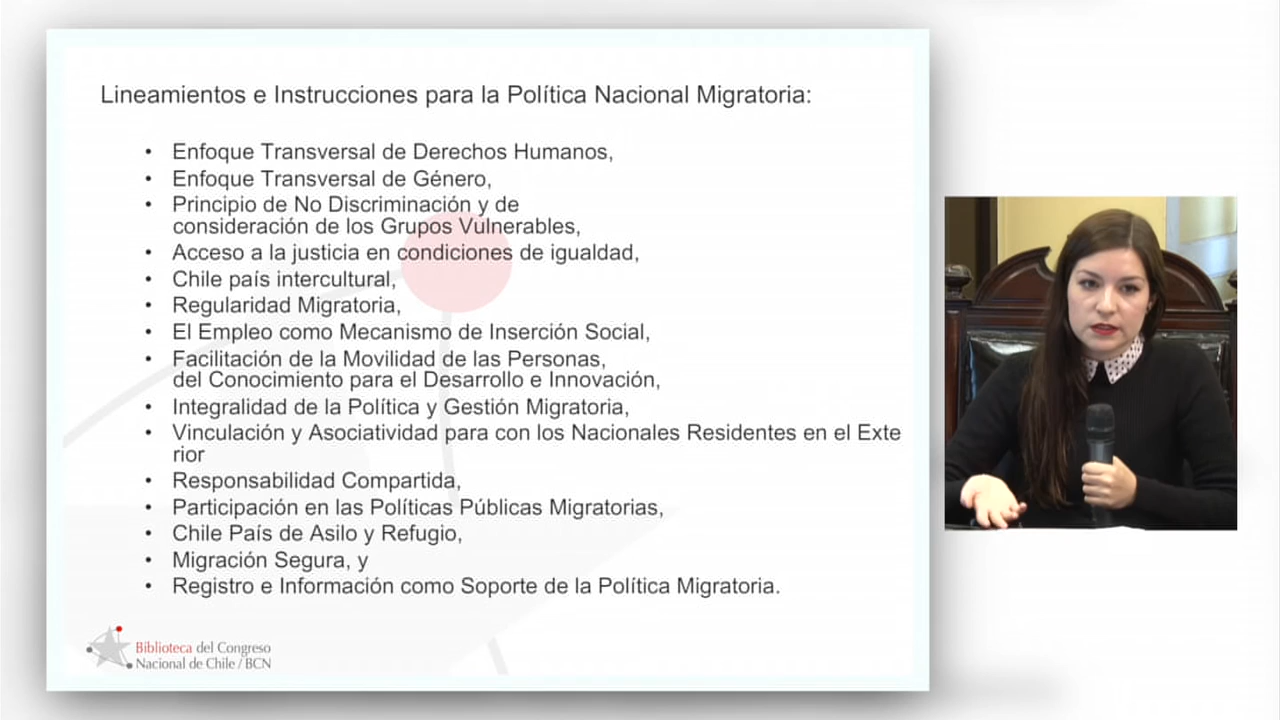 Lineamientos e Instrucciones para la Política Nacional Migratoria:
• Enfoque Transversal de Derechos Humanos,
• Enfoque Transversal de Género,
• Principio de No Discriminación y de
consideración de los Grupos Vulnerables,
• Acceso a la justicia en condiciones de igualdad,
• Chile país intercultural,
• Regularidad Migratoria,
• El Empleo como Mecanismo de Inserción Social,
• Facilitación de la Movilidad de las Personas,
del Conocimiento para el Desarrollo e Innovación,
• Integralidad de la Política y Gestión Migratoria,
• Vinculación y Asociatividad para con los Nacionales Residentes en el Exte
rior
• Responsabilidad Compartida,
• Participación en las Políticas Públicas Migratorias,
• Chile País de Asilo y Refugio,
• Migración Segura, y
• Registro e Información como Soporte de la Política Migratoria.
Biblioteca del Congreso
Nacional de Chile / BCN